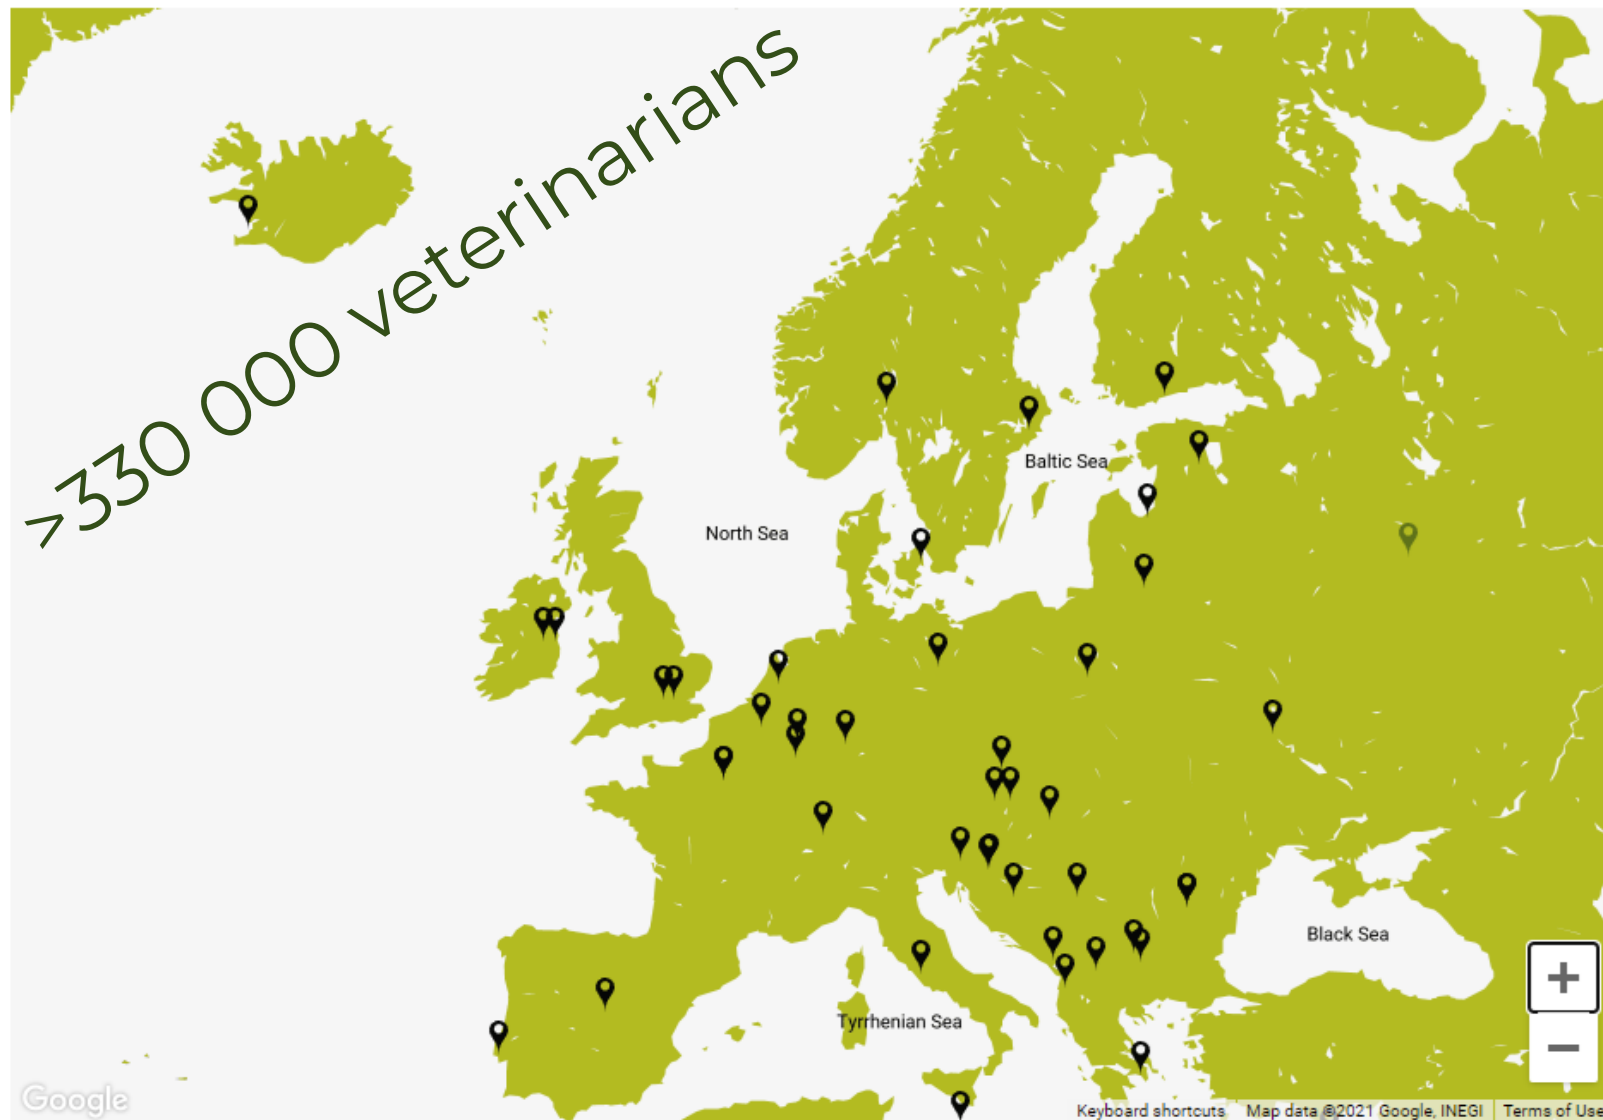 >330 000 veterinarians
Baltic Sea
North Sea
Black Sea
Tyrrhenian Sea
+
−
Google
Keyboard shortcuts
Map data ©2021 Google, INEGI
Terms of Use